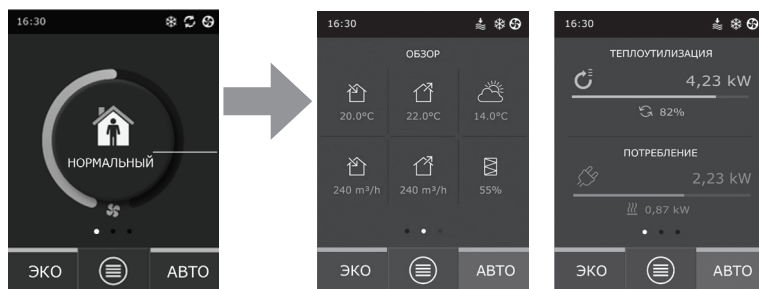 16:30
НОРМАЛЬНЫЙ
ЭКО
АВТО
16:30
ОБЗОР
20.0°C
22.0°C
14.0°C
240 m³/h
240 m³/h
55%
ЭКО
АВТО
16:30
ТЕПЛОУТИЛИЗАЦИЯ
4,23 kW
82%
ПОТРЕБЛЕНИЕ
2,23 kW
0,87 kW
ЭКО
АВТО